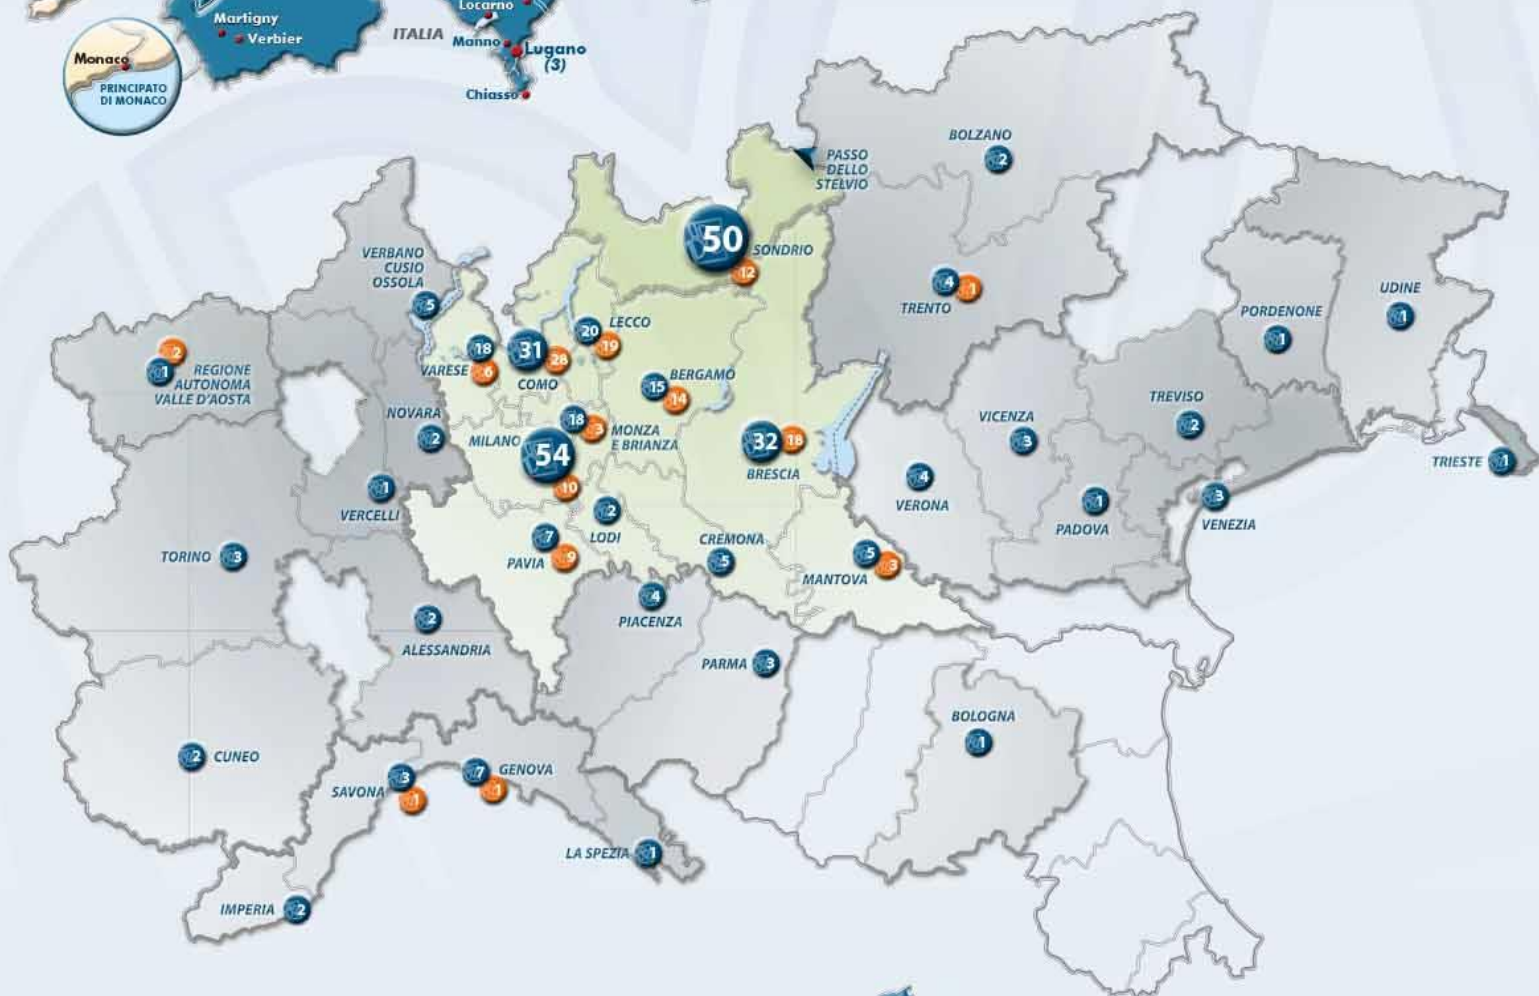 Martigny
Verbier
Locarno
ITALIA
Manno
Lugano
(3)
Chiasso
Monaco
PRINCIPATO
DI MONACO
BOLZANO
2
PASSO
DELLO
STELVIO
50
SONDRIO
12
VERBANO
CUSIO
OSSOLA
5
4
1
TRENTO
UDINE
1
PORDENONE
1
2
1
REGIONE
AUTONOMA
VALLE D'AOSTA
18
VARESE
6
31
28
COMO
20
LECCO
19
BERGAMO
15
14
NOVARA
2
MILANO
18
3
MONZA
E BRIANZA
54
10
32
18
BRESCIA
VICENZA
3
TREVISO
2
TRIESTE
1
4
VERONA
1
PADOVA
3
VENEZIA
1
VERCELLI
2
LODI
7
PAVIA
9
CREMONA
5
5
3
MANTOVA
TORINO
3
4
PIACENZA
2
ALESSANDRIA
PARMA
3
BOLOGNA
1
2
CUNEO
SAVONA
3
1
7
GENOVA
1
LA SPEZIA
1
IMPERIA
2